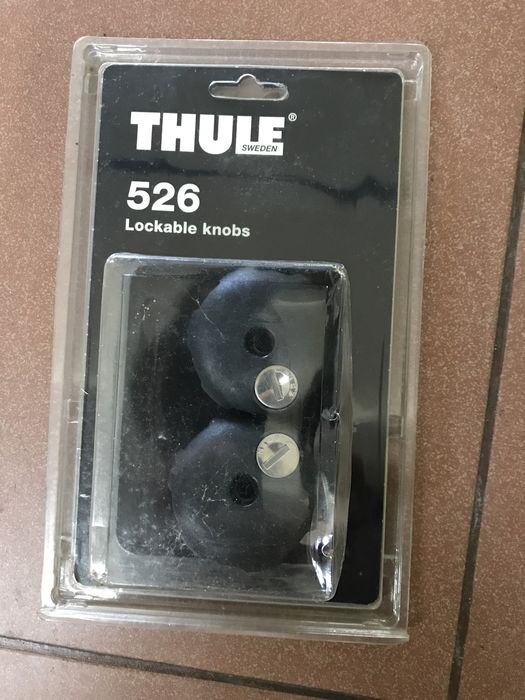 THULE®
SWEDEN
526
Lockable knobs